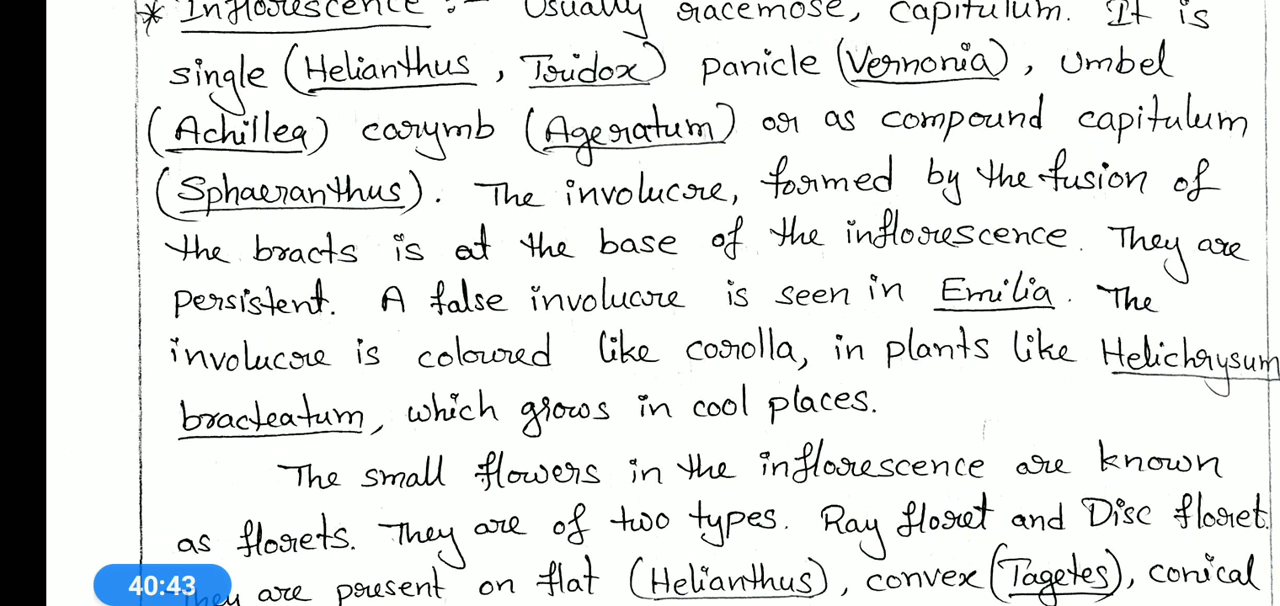 * Inflorescence :- Usually racemose, capitulum. It is
single (Helianthus, Tridox) panicle (Vernonia), Umbel
(Achillea) carymb (Ageratum) or as compound capitulum
(Sphaeranthus). The involucre, formed by the fusion of
the bracts is at the base of the inflorescence. They are
persistent. A false involucre is seen in Emilia. The
involucre is coloured like corolla, in plants like Helichrysum
bracteatum, which grows in cool places.
The small flowers in the inflorescence are known
as florets. They are of two types. Ray floret and Disc floret.
They are present on flat (Helianthus), convex (Tagetes), conical
40:43